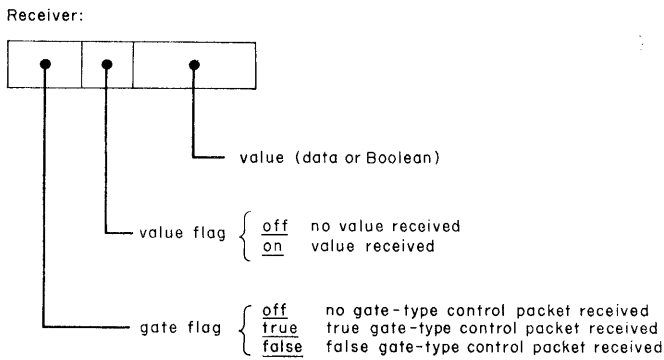 Receiver:
value (data or Boolean)
value flag { off no value received
on value received
gate flag { off no gate-type control packet received
true true gate-type control packet received
false false gate-type control packet received